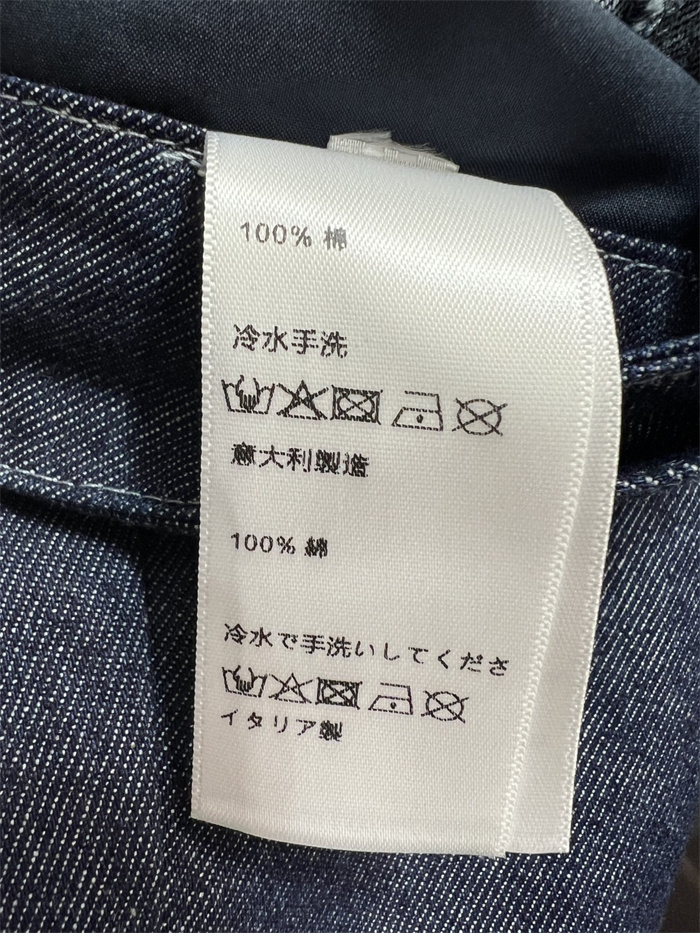 100% 棉
冷水手洗
意大利製造
100% 綿
冷水で手洗いしてくださ
イタリア製